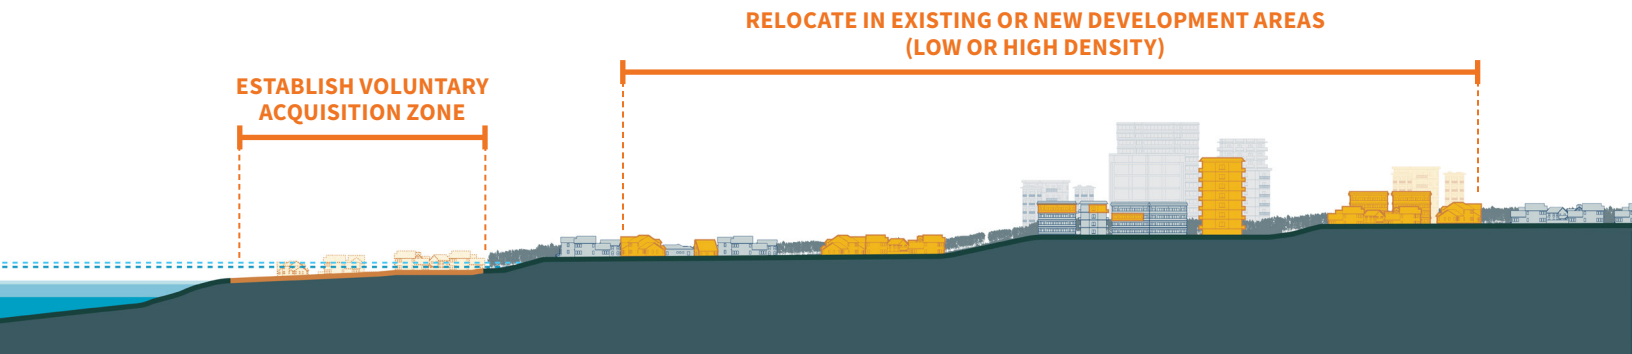 RELOCATE IN EXISTING OR NEW DEVELOPMENT AREAS
(LOW OR HIGH DENSITY)
ESTABLISH VOLUNTARY
ACQUISITION ZONE